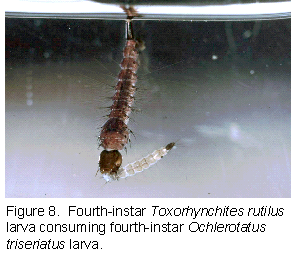 Figure 8.  Fourth-instar Toxorhynchites rutilus
larva consuming fourth-instar Ochlerotatus
triseriatus larva.